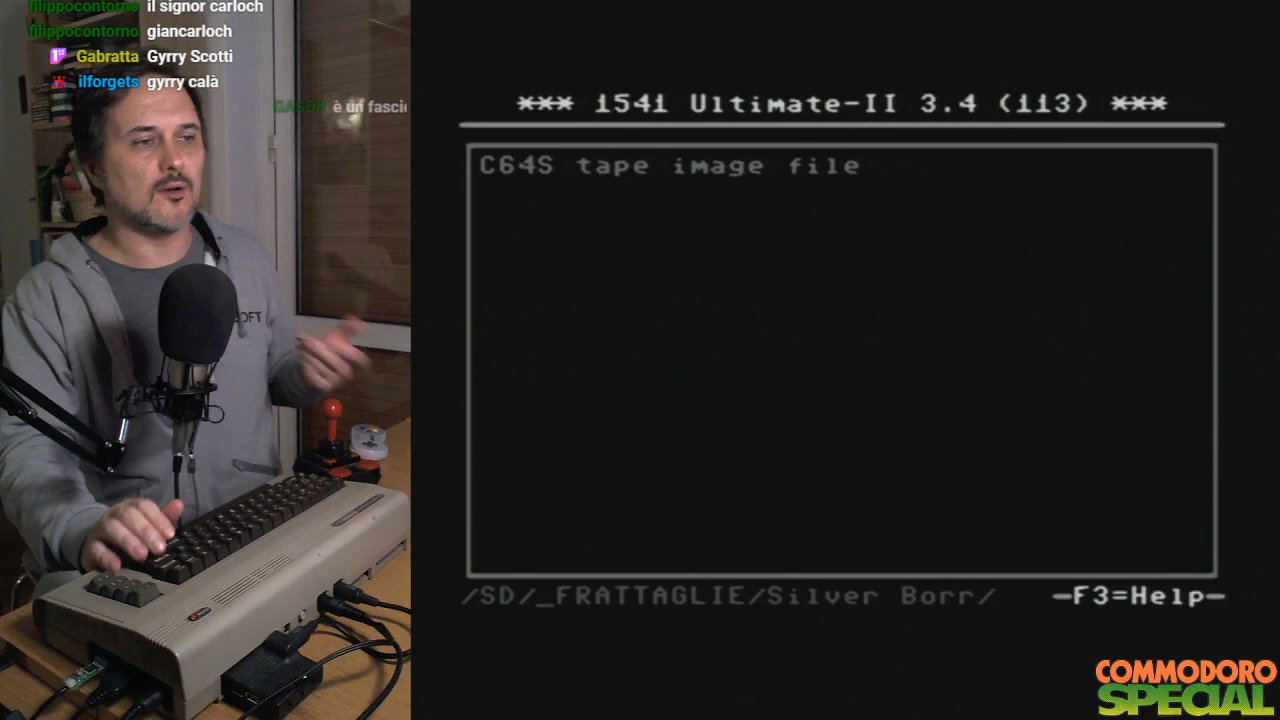 filippocontorno il signor carloch
filippocontorno giancarloch
Gabratta Gyrry Scotti
ilforgets gyrry calà
è un fascio
*** 1541 Ultimate-II 3.4 (113) ***
C64S tape image file
/SD/_FRATTAGLIE/Silver Borr/ F3=Help
COMMODORO
SPECIAL